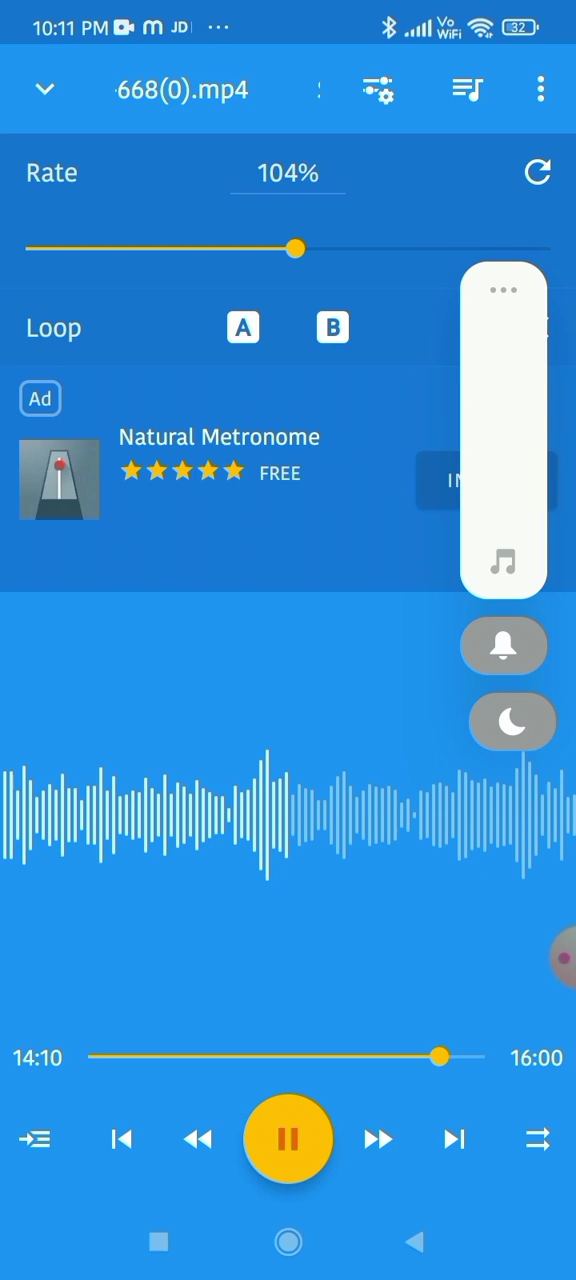 10:11 PM m JD ... Vo WiFi 32
668(0).mp4
Rate 104%
Loop A B
Ad
Natural Metronome
FREE
14:10 16:00